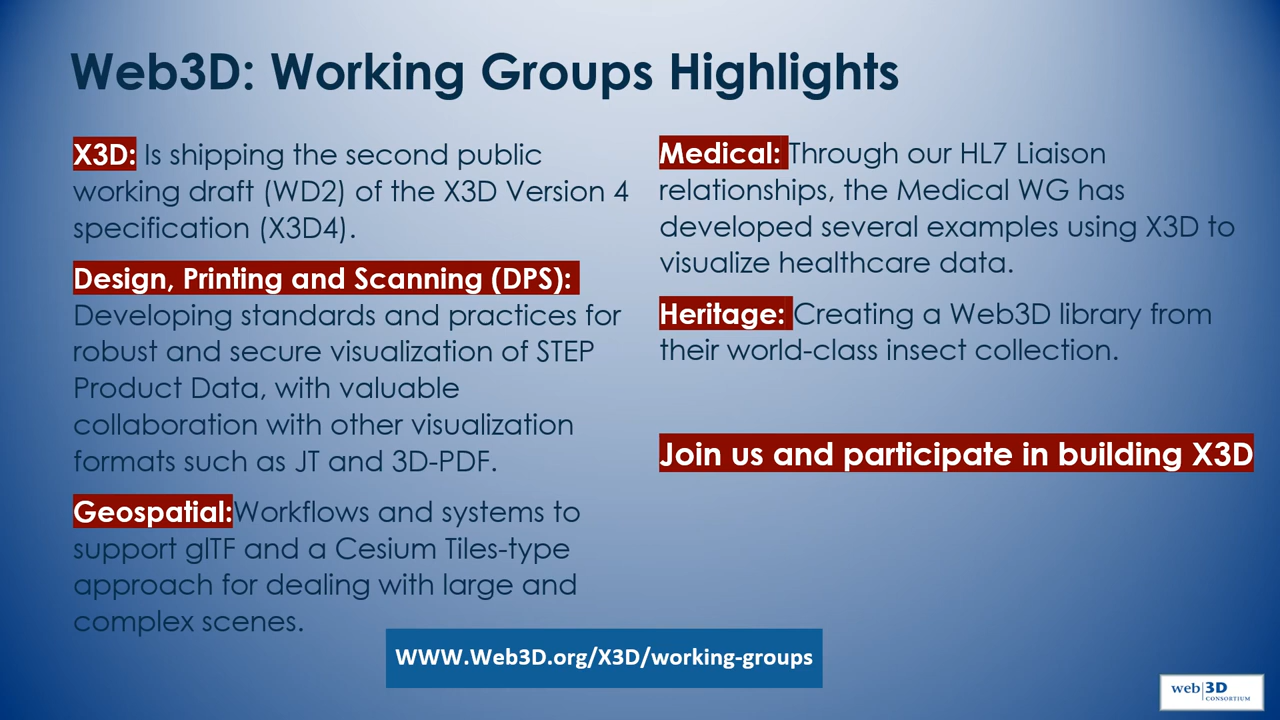 Web3D: Working Groups Highlights
X3D: Is shipping the second public
working draft (WD2) of the X3D Version 4
specification (X3D4).
Design, Printing and Scanning (DPS):
Developing standards and practices for
robust and secure visualization of STEP
Product Data, with valuable
collaboration with other visualization
formats such as JT and 3D-PDF.
Geospatial:Workflows and systems to
support glTF and a Cesium Tiles-type
approach for dealing with large and
complex scenes.
Medical: Through our HL7 Liaison
relationships, the Medical WG has
developed several examples using X3D to
visualize healthcare data.
Heritage: Creating a Web3D library from
their world-class insect collection.
Join us and participate in building X3D
WWW.Web3D.org/X3D/working-groups
web|3D
CONSORTIUM